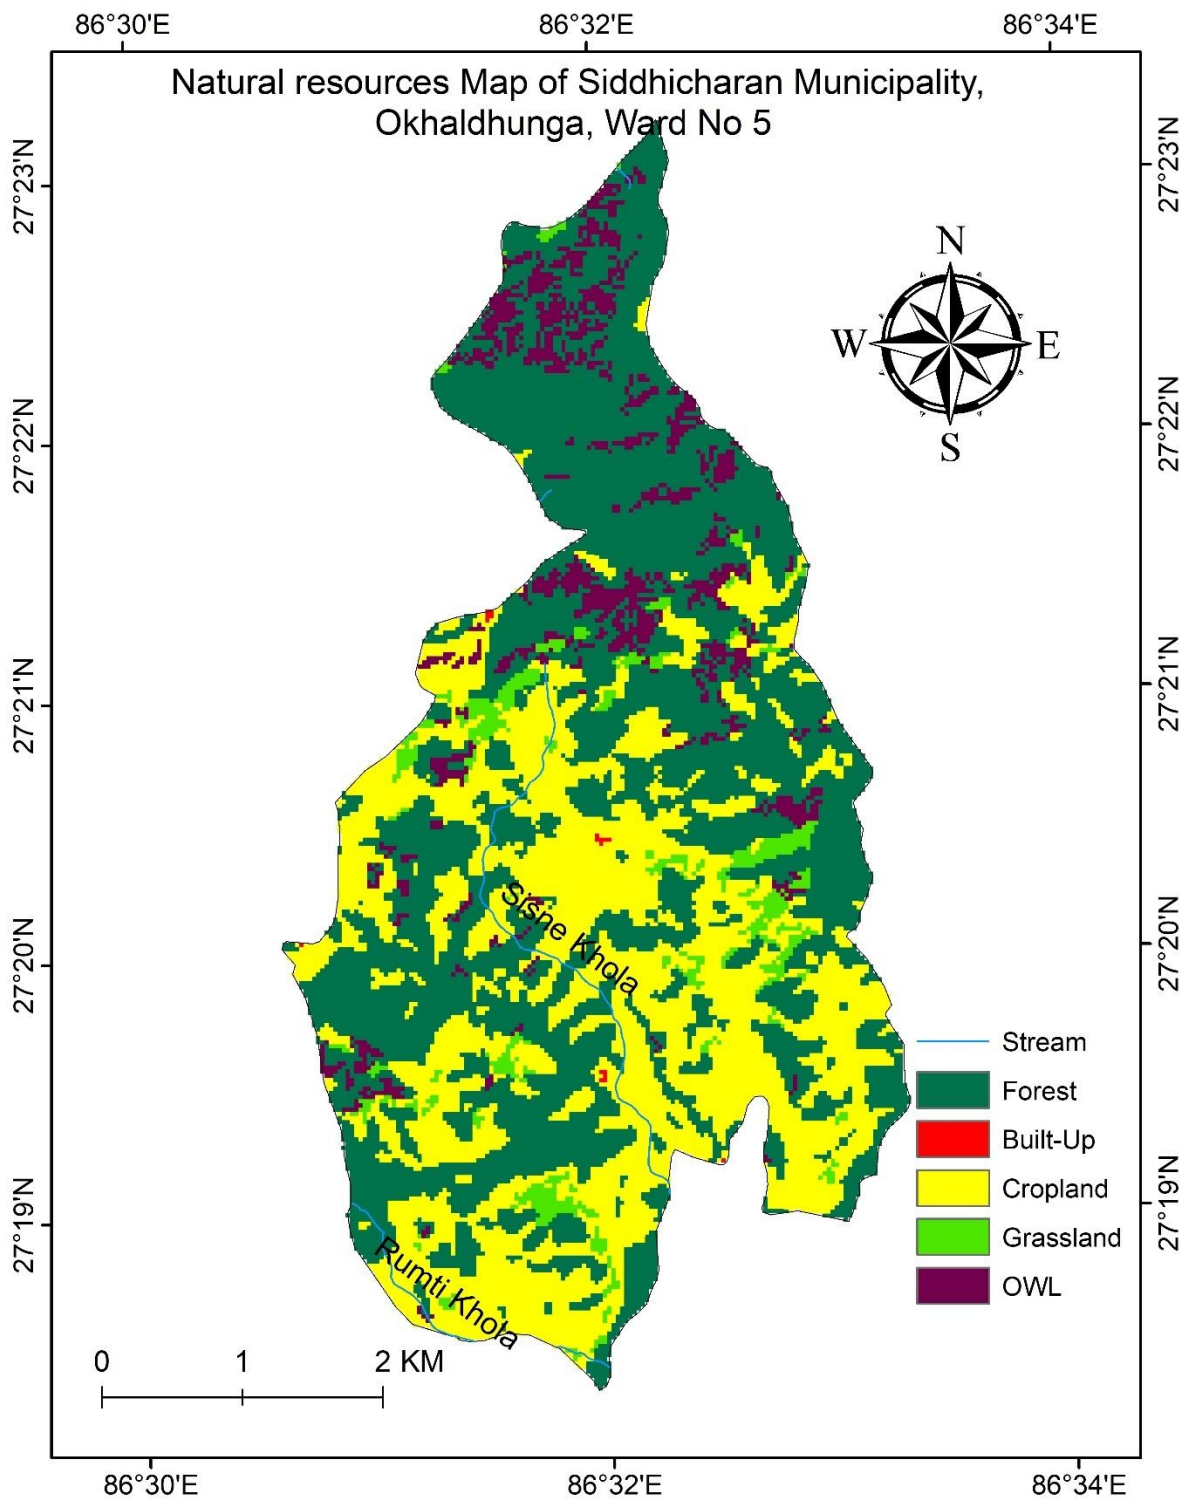 86°30'E
86°32'E
86°34'E
Natural resources Map of Siddhicharan Municipality,
Okhaldhunga, Ward No 5
27°23'N
27°23'N
N
W
E
S
27°22'N
27°22'N
27°21'N
27°21'N
Sisne Khola
27°20'N
27°20'N
Stream
Forest
Built-Up
Cropland
Grassland
OWL
27°19'N
27°19'N
Rumti Khola
0 1 2 KM
86°30'E
86°32'E
86°34'E